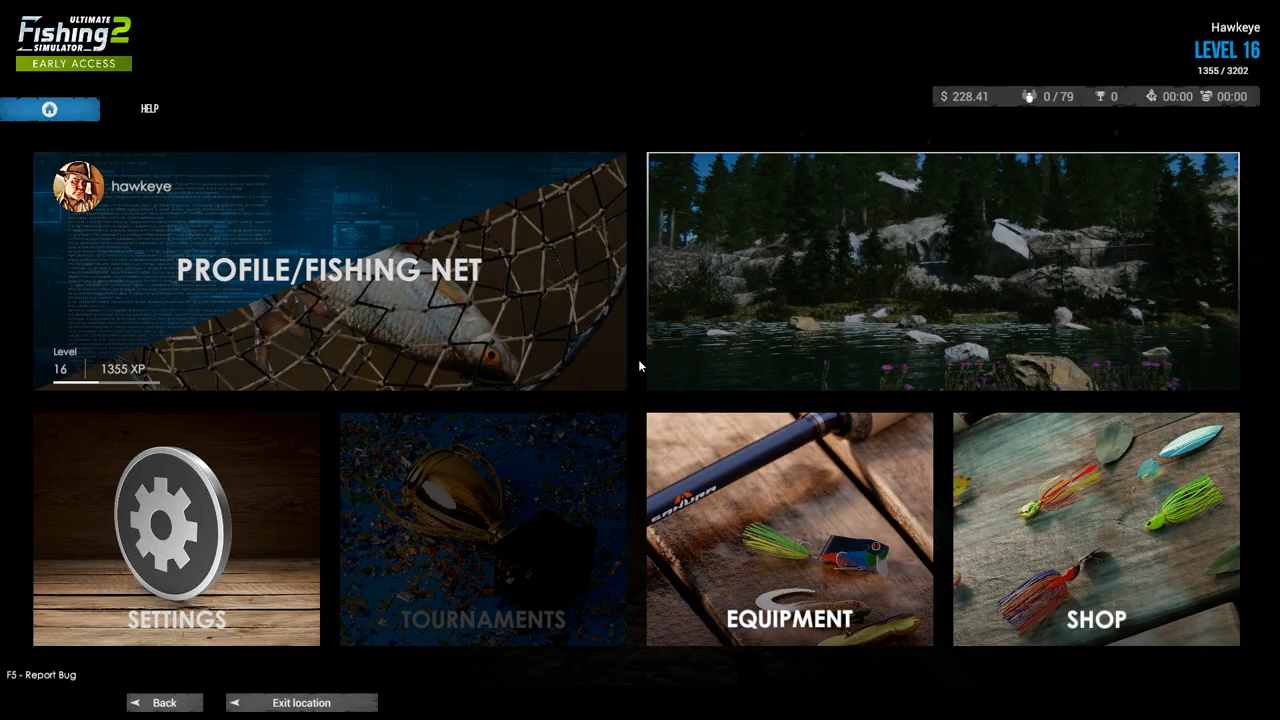 ULTIMATE
Fishing 2
SIMULATOR
EARLY ACCESS
Hawkeye
LEVEL 16
1355 / 3202
HELP
$ 228.41 0 / 79 0 00:00 00:00
hawkeye
PROFILE/FISHING NET
Level
16 1355 XP
SAKURA
SETTINGS
TOURNAMENTS
EQUIPMENT
SHOP
F5 - Report Bug
Back
Exit location